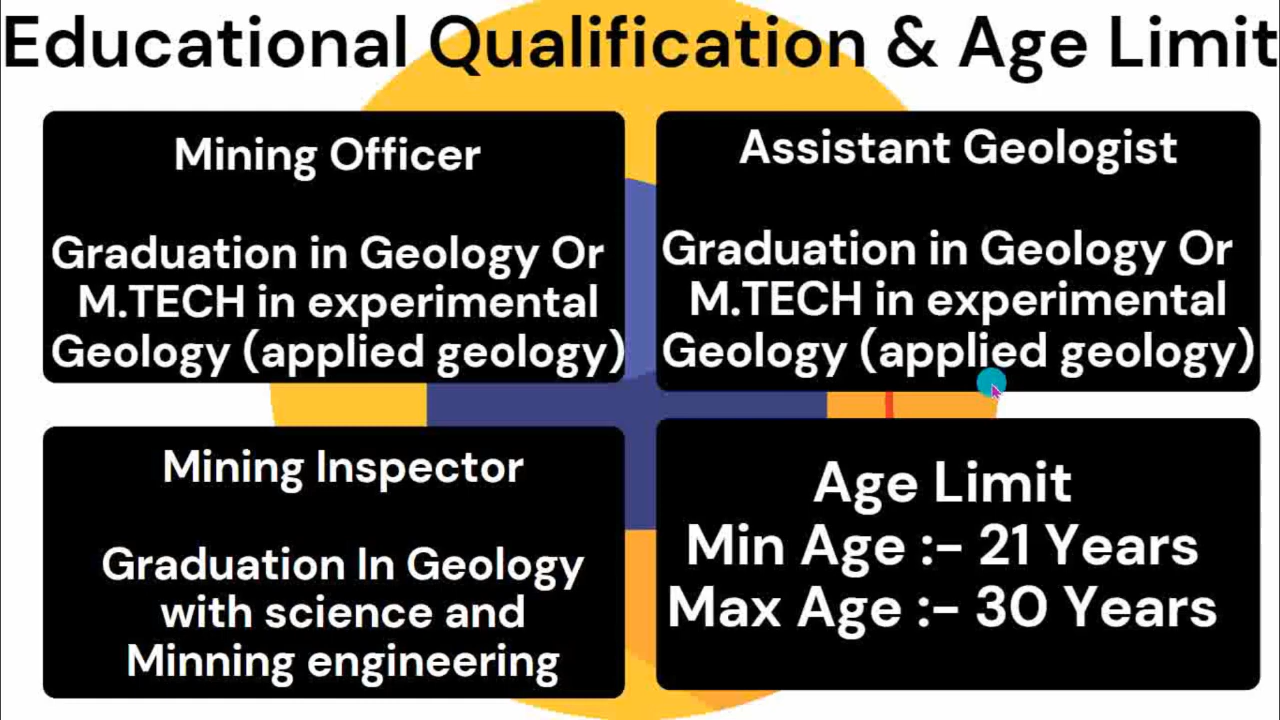 Educational Qualification & Age Limit
Mining Officer
Graduation in Geology Or
M.TECH in experimental
Geology (applied geology)
Assistant Geologist
Graduation in Geology Or
M.TECH in experimental
Geology (applied geology)
Mining Inspector
Graduation In Geology
with science and
Minning engineering
Age Limit
Min Age :- 21 Years
Max Age :- 30 Years